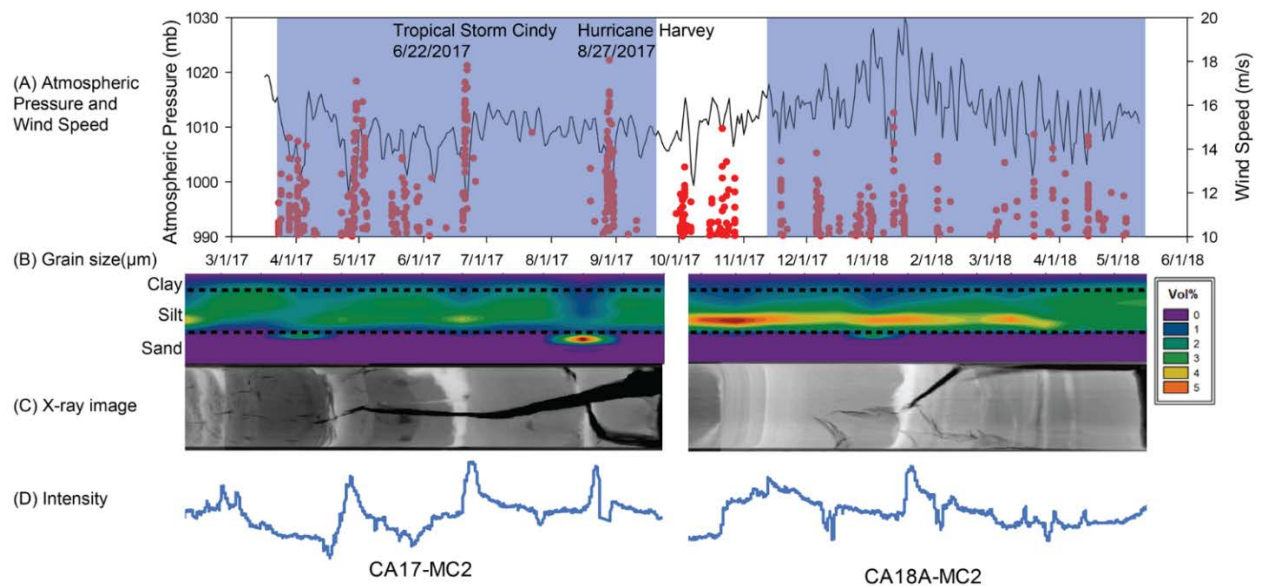 (A) Atmospheric
Pressure and
Wind Speed
Atmospheric Pressure (mb)
1030
1020
1010
1000
990
Tropical Storm Cindy
6/22/2017
Hurricane Harvey
8/27/2017
20
18
16
14
12
10
Wind Speed (m/s)
3/1/17 4/1/17 5/1/17 6/1/17 7/1/17 8/1/17 9/1/17 10/1/17 11/1/17 12/1/17 1/1/18 2/1/18 3/1/18 4/1/18 5/1/18 6/1/18
(B) Grain size(μm)
Clay
Silt
Sand
Vol%
0
1
2
3
4
5
(C) X-ray image
(D) Intensity
CA17-MC2
CA18A-MC2